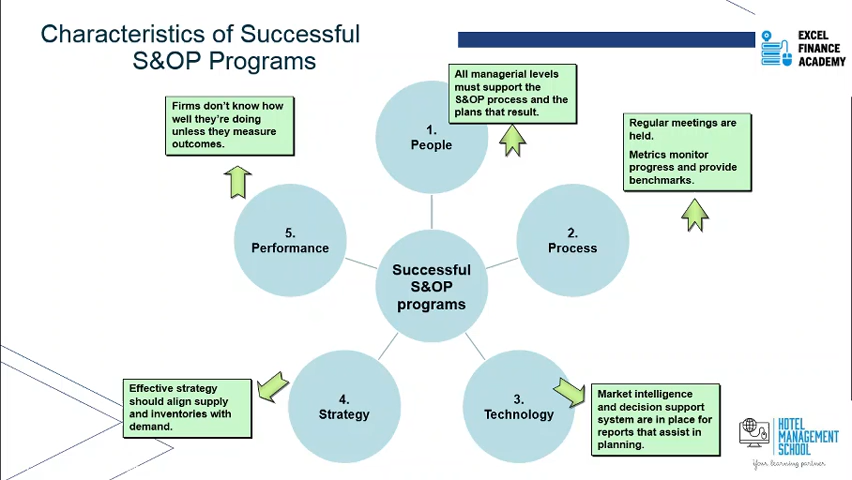 Characteristics of Successful
S&OP Programs
EXCEL
FINANCE
ACADEMY
All managerial levels
must support the
S&OP process and the
plans that result.
Firms don't know how
well they're doing
unless they measure
outcomes.
1.
People
Regular meetings are
held.
Metrics monitor
progress and provide
benchmarks.
5.
Performance
2.
Process
Successful
S&OP
programs
Effective strategy
should align supply
and inventories with
demand.
4.
Strategy
3.
Technology
Market intelligence
and decision support
system are in place for
reports that assist in
planning.
HOTEL
MANAGEMENT
SCHOOL
your learning partner